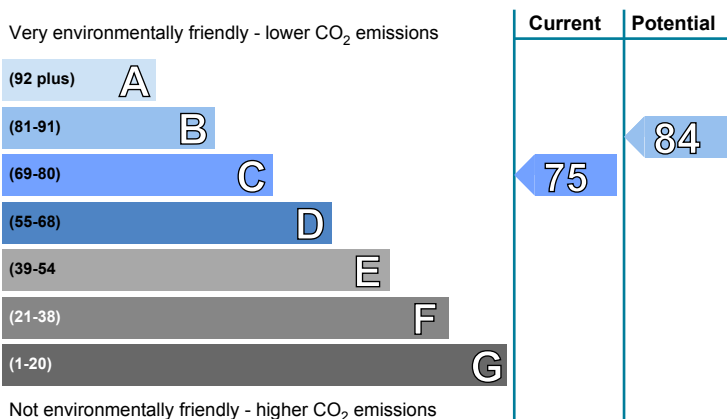 Very environmentally friendly - lower CO2 emissions
Current
Potential
(92 plus) A
(81-91) B
(69-80) C
(55-68) D
(39-54 E
(21-38) F
(1-20) G
75
84
Not environmentally friendly - higher CO2 emissions